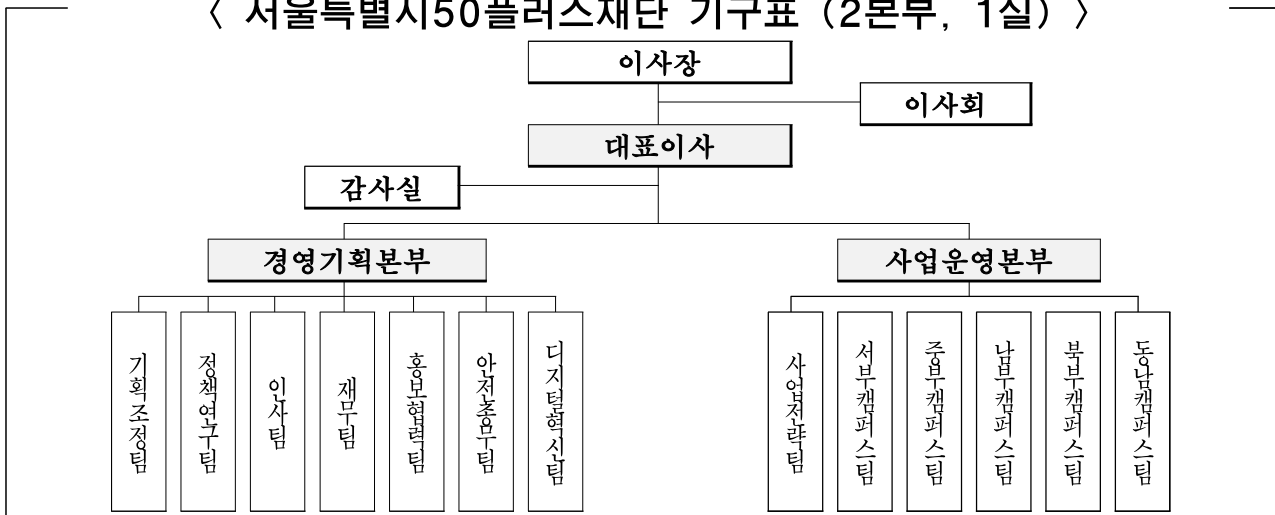 〈 서울특별시50플러스재단 기구표 (2본부, 1실) 〉
이사장
이사회
대표이사
감사실
경영기획본부
사업운영본부
기획조정팀
정책연구팀
인사팀
재무팀
홍보협력팀
안전총무팀
디지털혁신팀
사업전략팀
서부캠퍼스팀
중부캠퍼스팀
남부캠퍼스팀
북부캠퍼스팀
동남캠퍼스팀